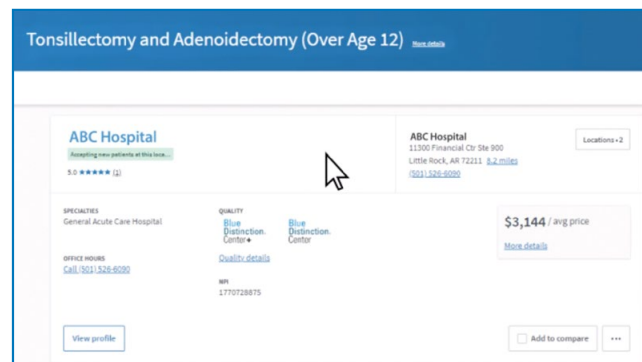 Tonsillectomy and Adenoidectomy (Over Age 12) More details
ABC Hospital
Accepting new patients at this loca...
5.0 ★★★★★ (1)
ABC Hospital
11300 Financial Ctr Ste 900
Little Rock, AR 72211 8.2 miles
(501) 526-6090
Locations • 2
SPECIALTIES
General Acute Care Hospital
OFFICE HOURS
Call (501) 526-6090
QUALITY
Blue
Distinction.
Center+
Blue
Distinction.
Center
Quality details
NPI
1770728875
$3,144 / avg price
More details
View profile
Add to compare
...